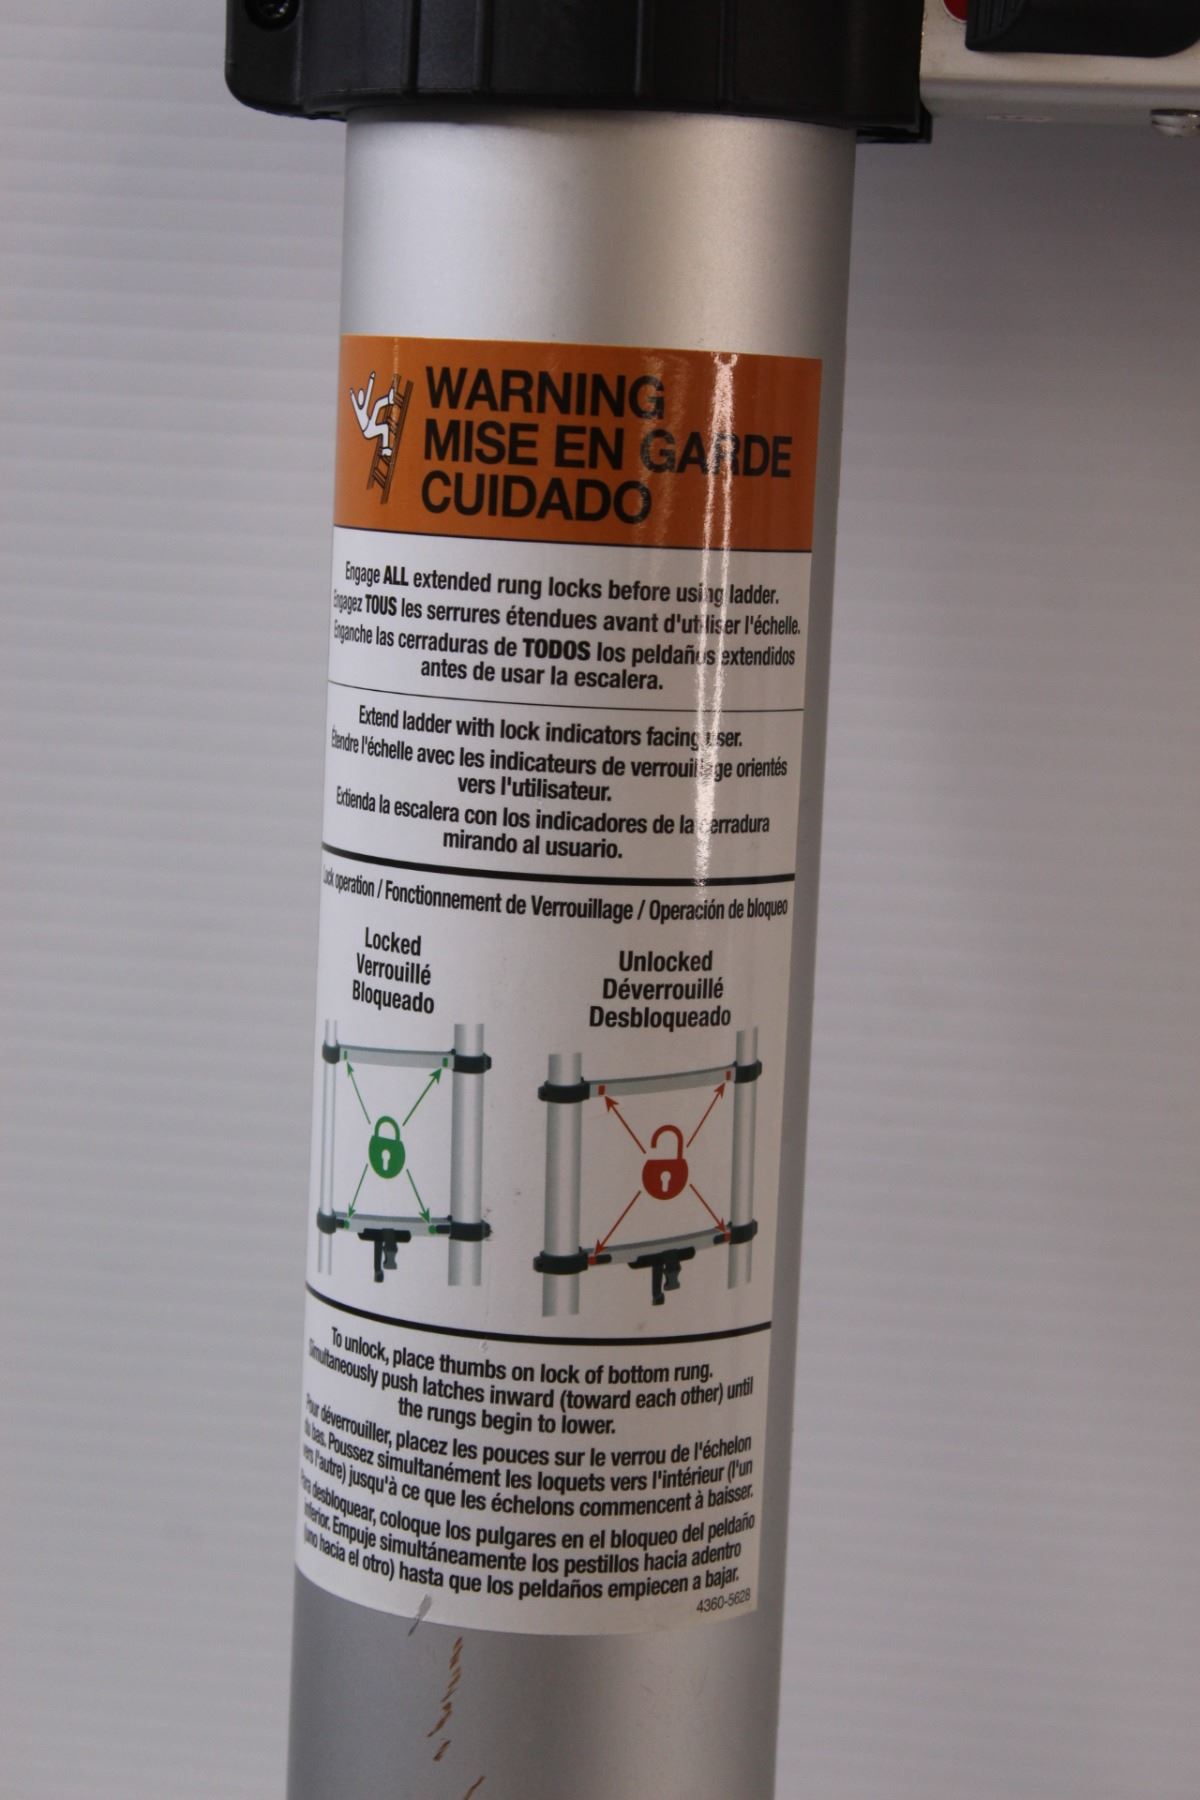 WARNING
MISE EN GARDE
CUIDADO
Engage ALL extended rung locks before using ladder.
Engagez TOUS les serrures étendues avant d'utiliser l'échelle.
Enganche las cerraduras de TODOS los peldaños extendidos
antes de usar la escalera.
Extend ladder with lock indicators facing user.
Étendre l'échelle avec les indicateurs de verrouillage orientés
vers l'utilisateur.
Extienda la escalera con los indicadores de la cerradura
mirando al usuario.
Lock operation / Fonctionnement de Verrouillage / Operación de bloqueo
Locked
Verrouillé
Bloqueado
Unlocked
Déverrouillé
Desbloqueado
To unlock, place thumbs on lock of bottom rung.
Simultaneously push latches inward (toward each other) until
the rungs begin to lower.
Pour déverrouiller, placez les pouces sur le verrou de l'échelon
du bas. Poussez simultanément les loquets vers l'intérieur (l'un
vers l'autre) jusqu'à ce que les échelons commencent à baisser.
Para desbloquear, coloque los pulgares en el bloqueo del peldaño
inferior. Empuje simultáneamente los pestillos hacia adentro
(uno hacia el otro) hasta que los peldaños empiecen a bajar.
4360-5628